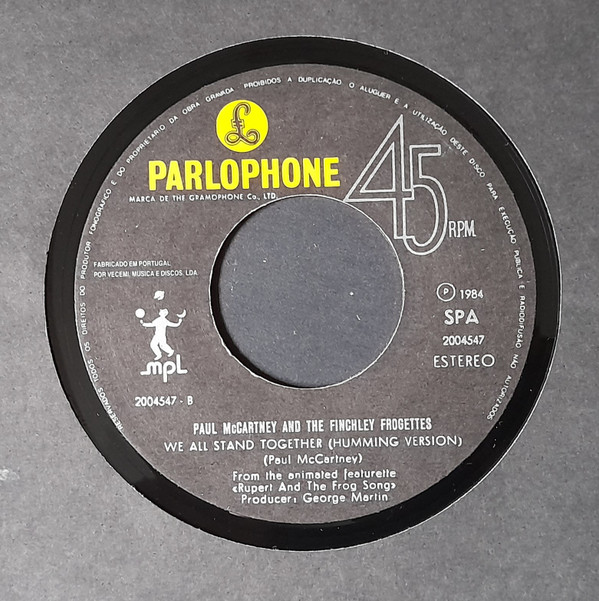 RESERVADOS TODOS OS DIREITOS DO PRODUTOR FONOGRÁFICO E DO PROPRIETÁRIO DA OBRA GRAVADA PROIBIDOS A DUPLICAÇÃO O ALUGUER E A UTILIZAÇÃO DESTE DISCO PARA EXECUÇÃO PUBLICA E RADIODIFUSÃO NÃO AUTORIZADOS
£
PARLOPHONE
MARCA DE THE GRAMOPHONE Co., LTD.
45 R.P.M.
FABRICADO EM PORTUGAL
POR VECEMI, MUSICA E DISCOS, LDA.
mpL
2004547 - B
Ⓟ 1984
SPA
2004547
ESTEREO
PAUL McCARTNEY AND THE FINCHLEY FROGETTES
WE ALL STAND TOGETHER (HUMMING VERSION)
(Paul McCartney)
From the animated featurette
«Rupert And The Frog Song»
Producer: George Martin